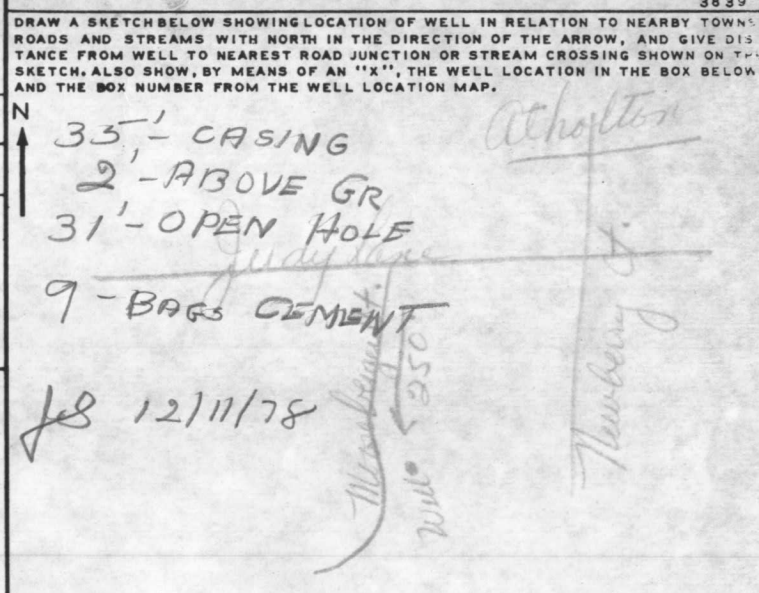 3639
DRAW A SKETCH BELOW SHOWING LOCATION OF WELL IN RELATION TO NEARBY TOWNS
ROADS AND STREAMS WITH NORTH IN THE DIRECTION OF THE ARROW, AND GIVE DIS
TANCE FROM WELL TO NEAREST ROAD JUNCTION OR STREAM CROSSING SHOWN ON THE
SKETCH. ALSO SHOW, BY MEANS OF AN "X", THE WELL LOCATION IN THE BOX BELOW
AND THE BOX NUMBER FROM THE WELL LOCATION MAP.
N
33'- CASING
2'- ABOVE GR
31'- OPEN HOLE
9 - BAGS CEMENT
12/11/78
Atholton
Judy Lane
250
Well
Newberry